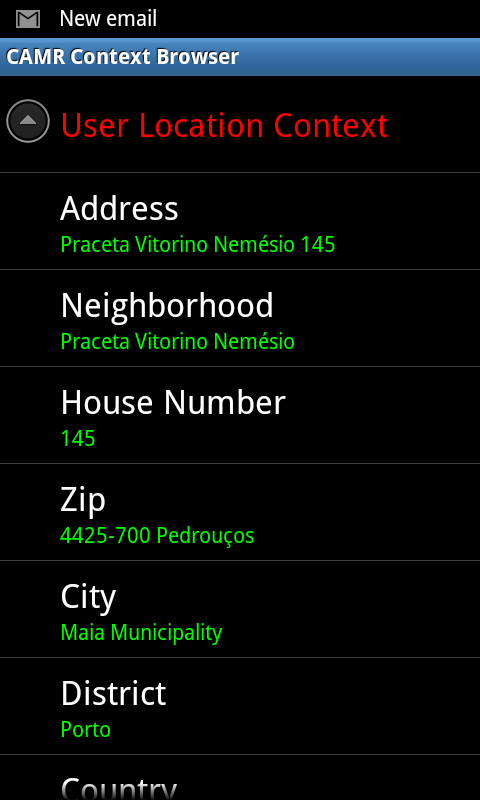 New email
CAMR Context Browser
User Location Context
Address
Praceta Vitorino Nemésio 145
Neighborhood
Praceta Vitorino Nemésio
House Number
145
Zip
4425-700 Pedrouços
City
Maia Municipality
District
Porto
Country